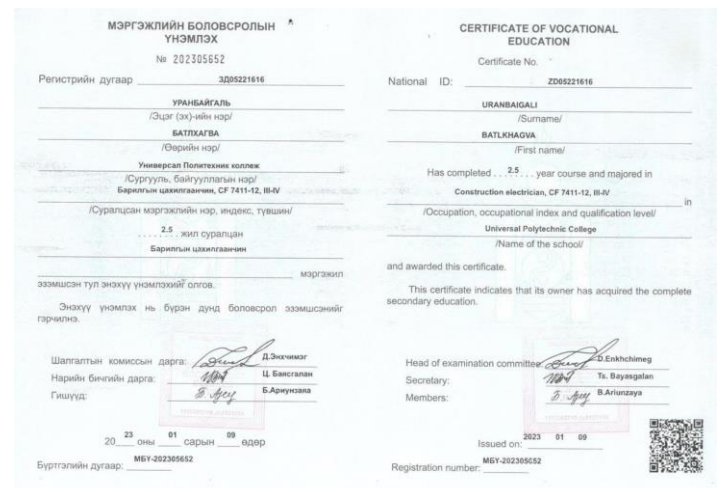 МЭРГЭЖЛИЙН БОЛОВСРОЛЫН
ҮНЭМЛЭХ
№ 202305652
Регистрийн дугаар ЗД05221616
УРАНБАЙГАЛЬ
/Эцэг (эх)-ийн нэр/
БАТЛХАГВА
/Өөрийн нэр/
Универсал Политехник коллеж
/Сургууль, байгууллагын нэр/
Барилгын цахилгаанчин, CF 7411-12, III-IV
/Суралцсан мэргэжлийн нэр, индекс, түвшин/
2.5 жил суралцан
Барилгын цахилгаанчин
мэргэжил
эзэмшсэн тул энэхүү үнэмлэхийг олгов.
Энэхүү үнэмлэх нь бүрэн дунд боловсрол эзэмшсэнийг
гэрчилнэ.
Шалгалтын комиссын дарга: Д.Энхчимэг
Нарийн бичгийн дарга: Ц. Баясгалан
Гишүүд: Б.Ариунзаяа
2023 оны 01 сарын 09 өдөр
Бүртгэлийн дугаар: МБҮ-202305652
CERTIFICATE OF VOCATIONAL
EDUCATION
Certificate No.
National ID: ZD05221616
URANBAIGALI
/Surname/
BATLKHAGVA
/First name/
Has completed 2.5 year course and majored in
Construction electrician, CF 7411-12, III-IV
in
/Occupation, occupational index and qualification level/
Universal Polytechnic College
/Name of the school/
and awarded this certificate.
This certificate indicates that its owner has acquired the complete
secondary education.
Head of examination committee: D.Enkhchimeg
Secretary: Ts. Bayasgalan
Members: B.Ariunzaya
Issued on: 2023 01 09
Registration number: МБҮ-202305652